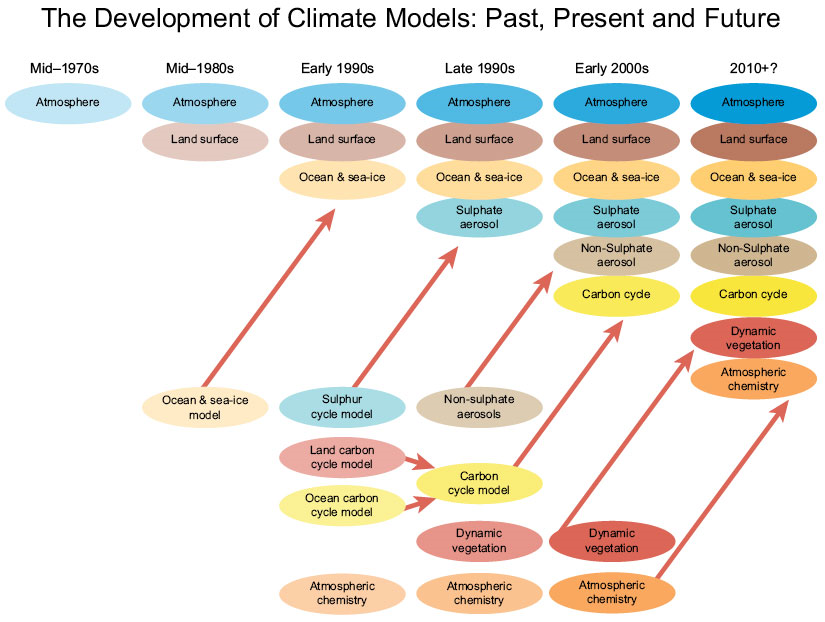 The Development of Climate Models: Past, Present and Future
Mid–1970s
Mid–1980s
Early 1990s
Late 1990s
Early 2000s
2010+?
Atmosphere
Atmosphere
Atmosphere
Atmosphere
Atmosphere
Atmosphere
Land surface
Land surface
Land surface
Land surface
Land surface
Ocean & sea-ice
Ocean & sea-ice
Ocean & sea-ice
Ocean & sea-ice
Sulphate
aerosol
Sulphate
aerosol
Sulphate
aerosol
Non-Sulphate
aerosol
Non-Sulphate
aerosol
Carbon cycle
Carbon cycle
Dynamic
vegetation
Atmospheric
chemistry
Ocean & sea-ice
model
Sulphur
cycle model
Non-sulphate
aerosols
Land carbon
cycle model
Carbon
cycle model
Ocean carbon
cycle model
Dynamic
vegetation
Dynamic
vegetation
Atmospheric
chemistry
Atmospheric
chemistry
Atmospheric
chemistry